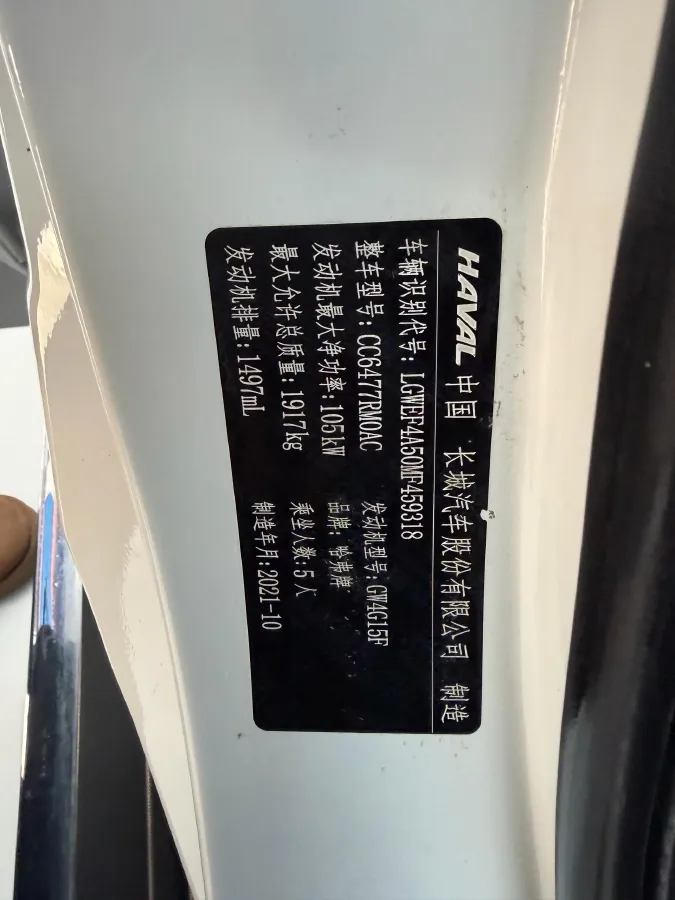 HAVAL 中国 长城汽车股份有限公司 制造
车辆识别代号: LGWEF4A50MF459318
整车型号: CC6477RM0AC 发动机型号: GW4G15F
发动机最大净功率: 105kW 品牌: 哈弗牌
最大允许总质量: 1917kg 乘坐人数: 5人
发动机排量: 1497mL 制造年月: 2021-10